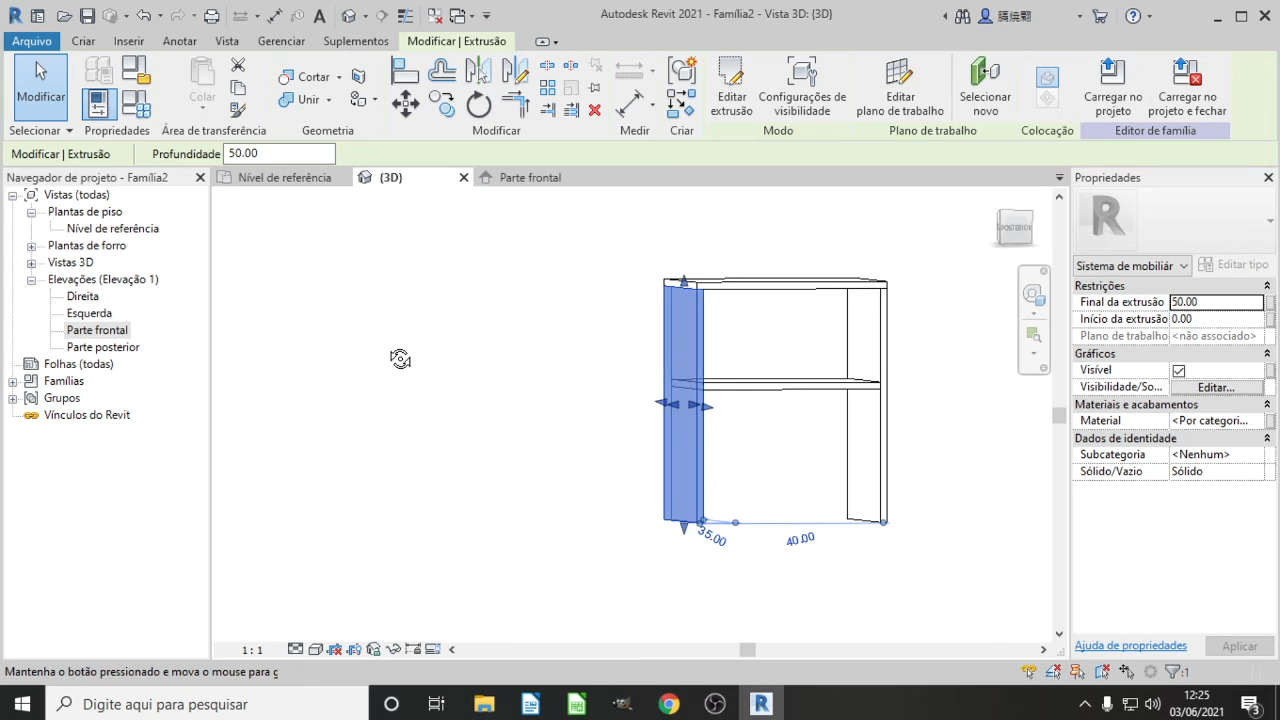 Autodesk Revit 2021 - Família2 - Vista 3D: {3D}
Arquivo Criar Inserir Anotar Vista Gerenciar Suplementos Modificar | Extrusão
Modificar Colar Cortar Unir Editar extrusão Configurações de visibilidade Editar plano de trabalho Selecionar novo Carregar no projeto Carregar no projeto e fechar
Selecionar Propriedades Área de transferência Geometria Modificar Medir Criar Modo Plano de trabalho Colocação Editor de família
Modificar | Extrusão Profundidade 50.00
Navegador de projeto - Família2
Nível de referência {3D} Parte frontal
Propriedades
Vistas (todas)
Plantas de piso
Nível de referência
Plantas de forro
Vistas 3D
Elevações (Elevação 1)
Direita
Esquerda
Parte frontal
Parte posterior
Folhas (todas)
Famílias
Grupos
Vínculos do Revit
POSTERIOR
35.00
40.00
1 : 1
Sistema de mobiliár Editar tipo
Restrições
Final da extrusão 50.00
Início da extrusão 0.00
Plano de trabalho <não associado>
Gráficos
Visível
Visibilidade/So... Editar...
Materiais e acabamentos
Material <Por categori...
Dados de identidade
Subcategoria <Nenhum>
Sólido/Vazio Sólido
Ajuda de propriedades Aplicar
Mantenha o botão pressionado e move o mouse para g
:1
Digite aqui para pesquisar
12:25
03/06/2021
3